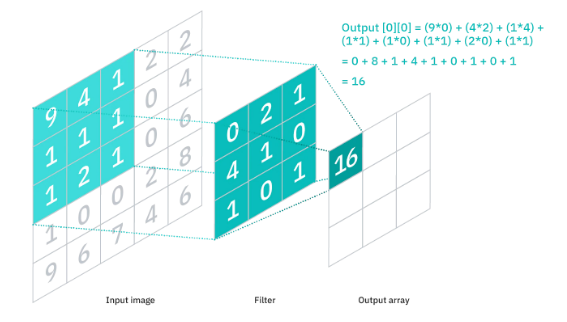 Output [0][0] = (9*0) + (4*2) + (1*4) +
(1*1) + (1*0) + (1*1) + (2*0) + (1*1)
= 0 + 8 + 1 + 4 + 1 + 0 + 1 + 0 + 1
= 16
9 4 1 2 2
1 1 1 0 4
1 2 1 0 6
1 0 0 2 8
9 6 7 4 6
0 2 1
4 1 0
1 0 1
16
Input image
Filter
Output array